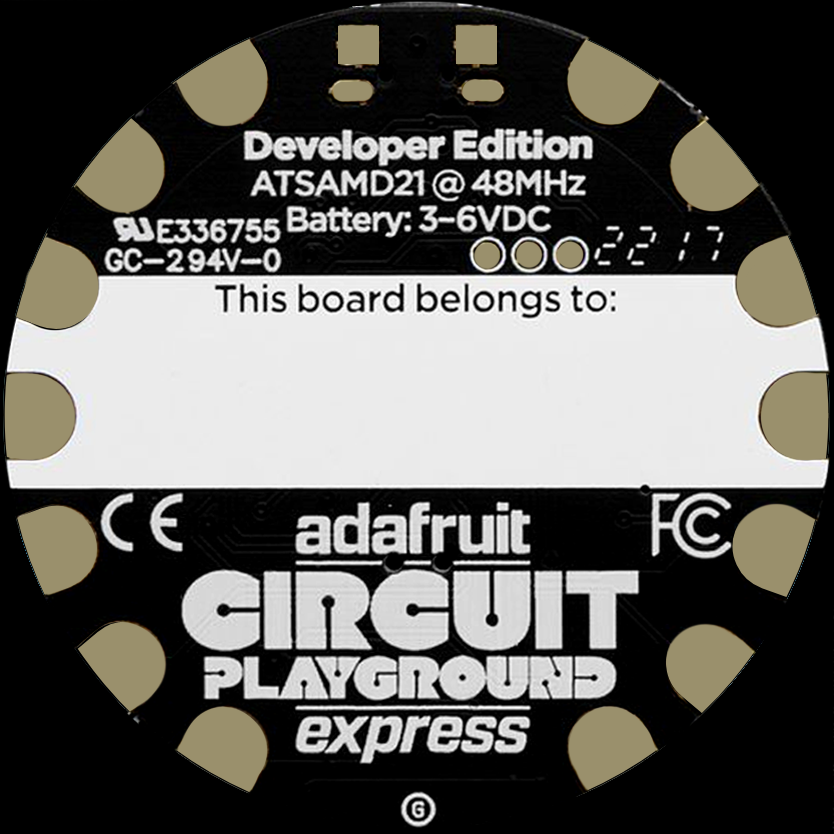 Developer Edition
ATSAMD21 @ 48MHz
Battery: 3-6VDC
E336755
GC-294V-0
2217
This board belongs to:
CE
FC
adafruit
CIRCUIT
PLAYGROUND
express
G